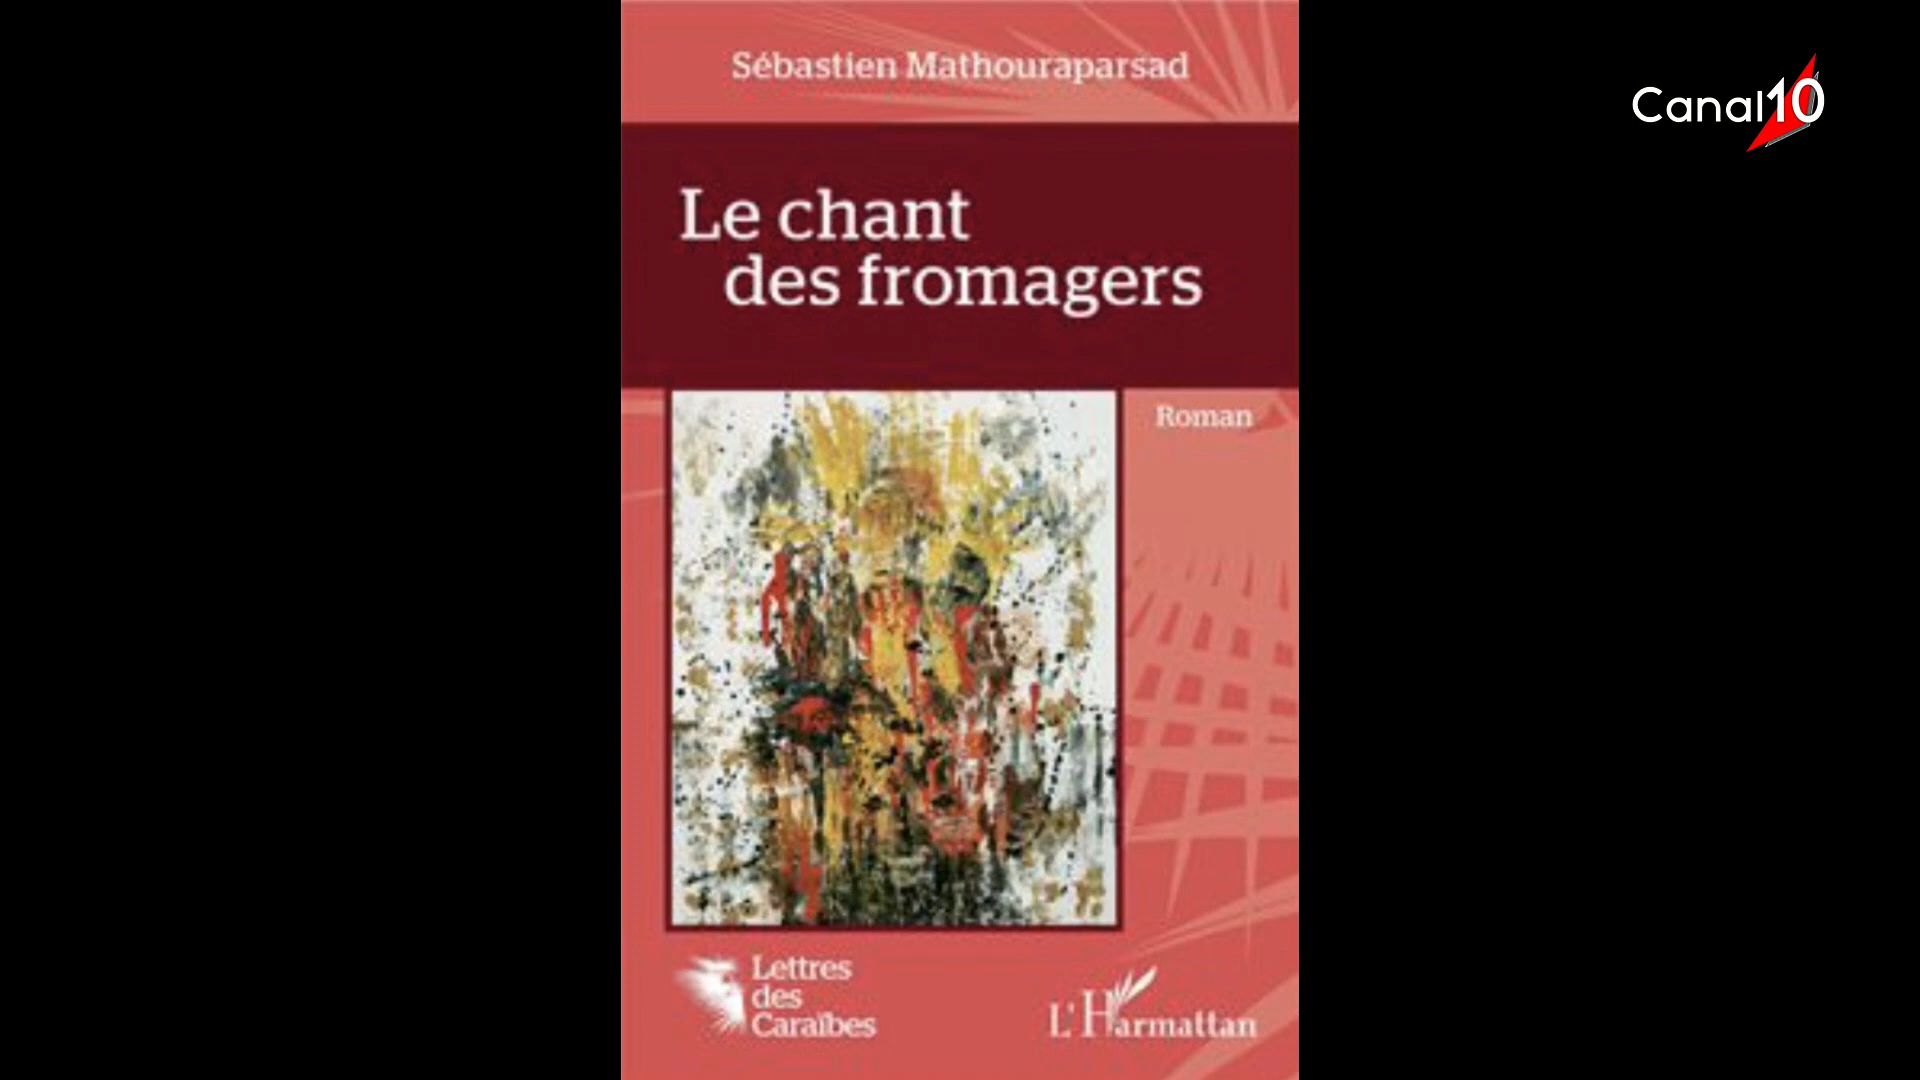 Sébastien Mathouraparsad
Canal10
Le chant
des fromagers
Roman
Lettres
des
Caraïbes
L'Harmattan